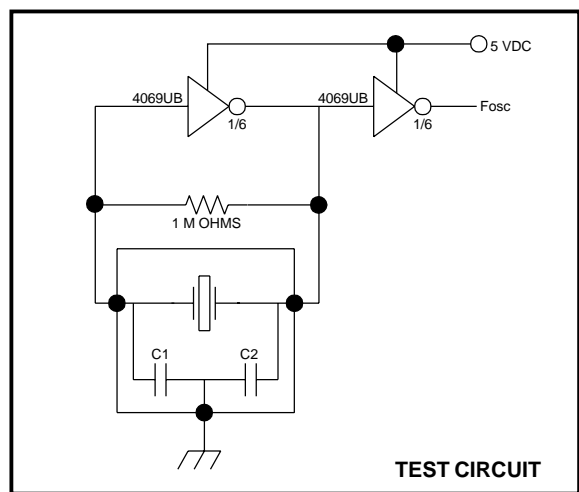 5 VDC
4069UB
4069UB
Fosc
1/6
1/6
1 M OHMS
C1
C2
TEST CIRCUIT